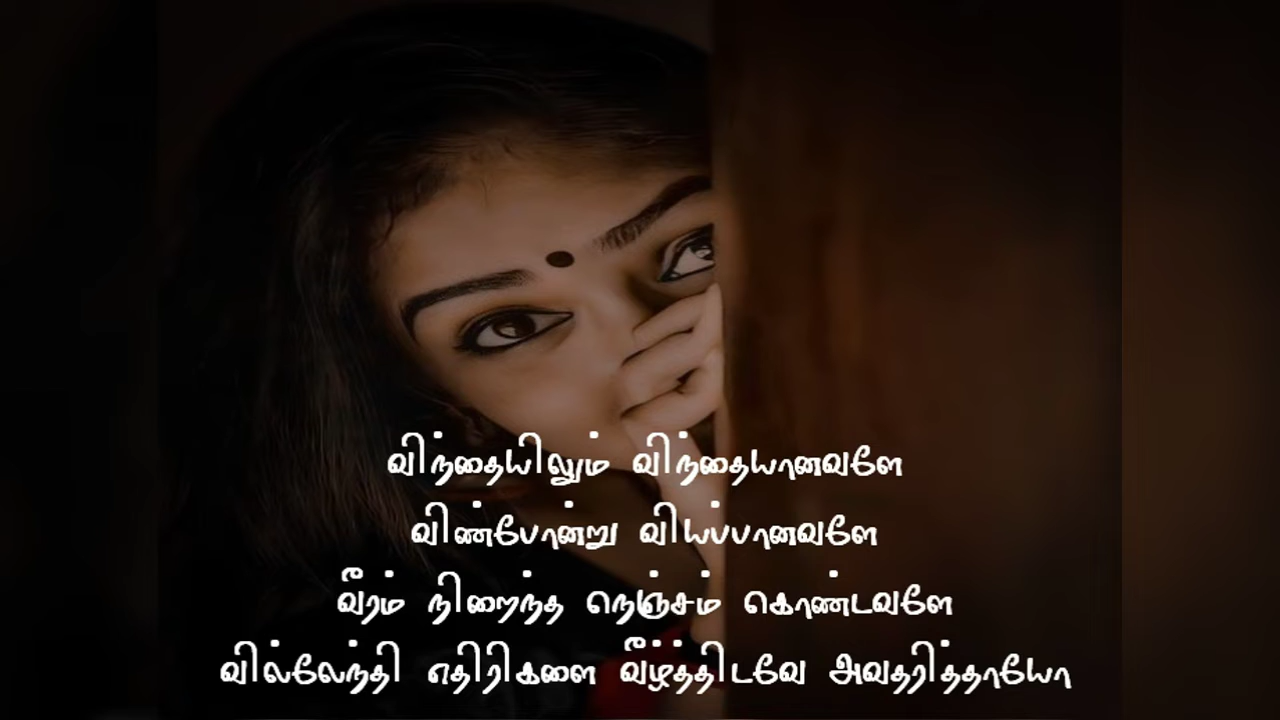 விந்தையிலும் விந்தையானவளே
விண்போன்று வியப்பானவளே
வீரம் நிறைந்த நெஞ்சம் கொண்டவளே
வில்லேந்தி எதிரிகளை வீழ்த்திடவே அவதரித்தாயோ